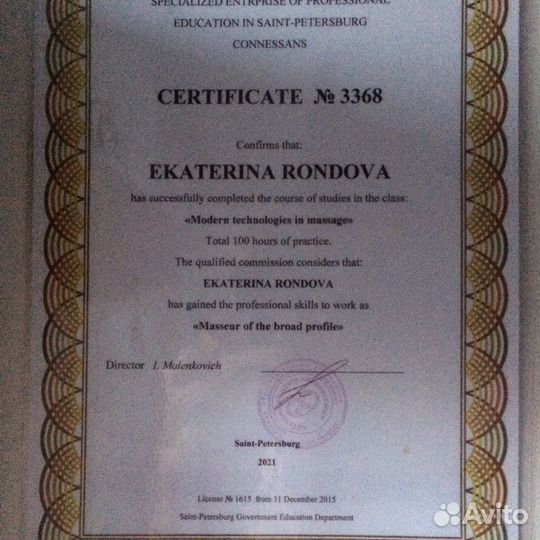 SPECIALIZED ENTRPRISE OF PROFESSIONAL
EDUCATION IN SAINT-PETERSBURG
CONNESSANS
CERTIFICATE № 3368
Confirms that:
EKATERINA RONDOVA
has successfully completed the course of studies in the class:
«Modern technologies in massage»
Total 100 hours of practice.
The qualified commission considers that:
EKATERINA RONDOVA
has gained the professional skills to work as
«Masseur of the broad profile»
Director I. Maienkovich
Saint-Petersburg
2021
License № 1615 from 31 December 2015
Saint-Petersburg Government Education Department
Avito